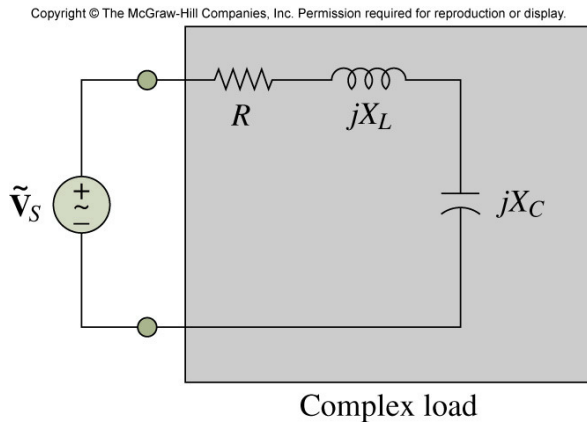 Copyright © The McGraw-Hill Companies, Inc. Permission required for reproduction or display.
R
jX_L
Ṽ_S
+
~
−
jX_C
Complex load